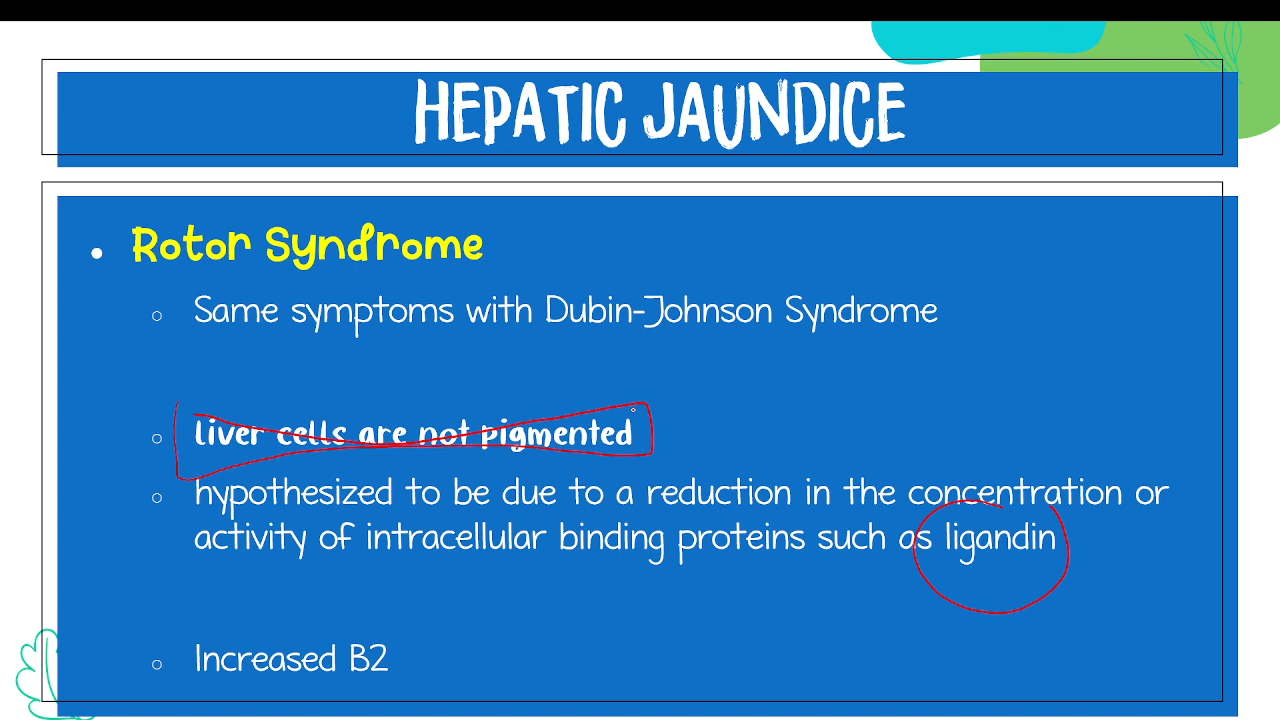 HEPATIC JAUNDICE
• Rotor Syndrome
○ Same symptoms with Dubin-Johnson Syndrome
○ Liver cells are not pigmented
○ hypothesized to be due to a reduction in the concentration or
activity of intracellular binding proteins such as ligandin
○ Increased B2